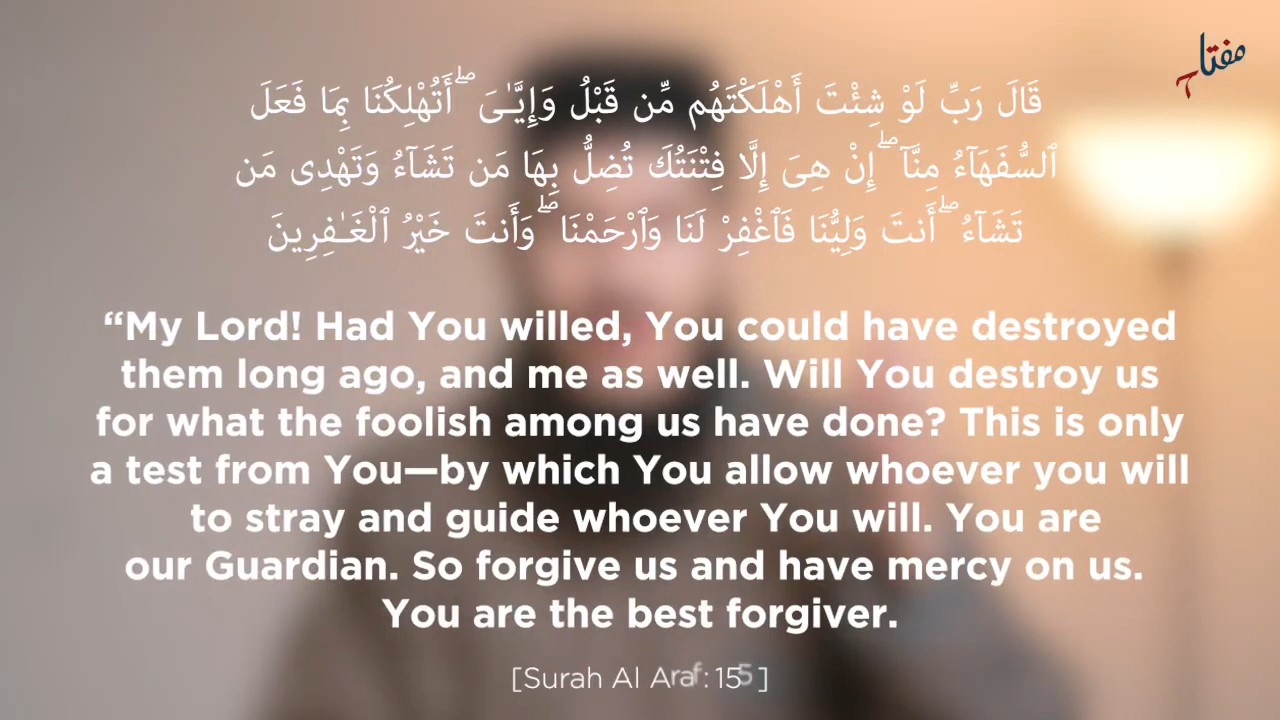 مفتاح
قَالَ رَبِّ لَوْ شِئْتَ أَهْلَكْتَهُم مِّن قَبْلُ وَإِيَّـٰىَ ۖ أَتُهْلِكُنَا بِمَا فَعَلَ
ٱلسُّفَهَآءُ مِنَّآ ۖ إِنْ هِىَ إِلَّا فِتْنَتُكَ تُضِلُّ بِهَا مَن تَشَآءُ وَتَهْدِى مَن
تَشَآءُ ۖ أَنتَ وَلِيُّنَا فَٱغْفِرْ لَنَا وَٱرْحَمْنَا ۖ وَأَنتَ خَيْرُ ٱلْغَـٰفِرِينَ
“My Lord! Had You willed, You could have destroyed
them long ago, and me as well. Will You destroy us
for what the foolish among us have done? This is only
a test from You—by which You allow whoever you will
to stray and guide whoever You will. You are
our Guardian. So forgive us and have mercy on us.
You are the best forgiver.
[Surah Al Araf: 155 ]